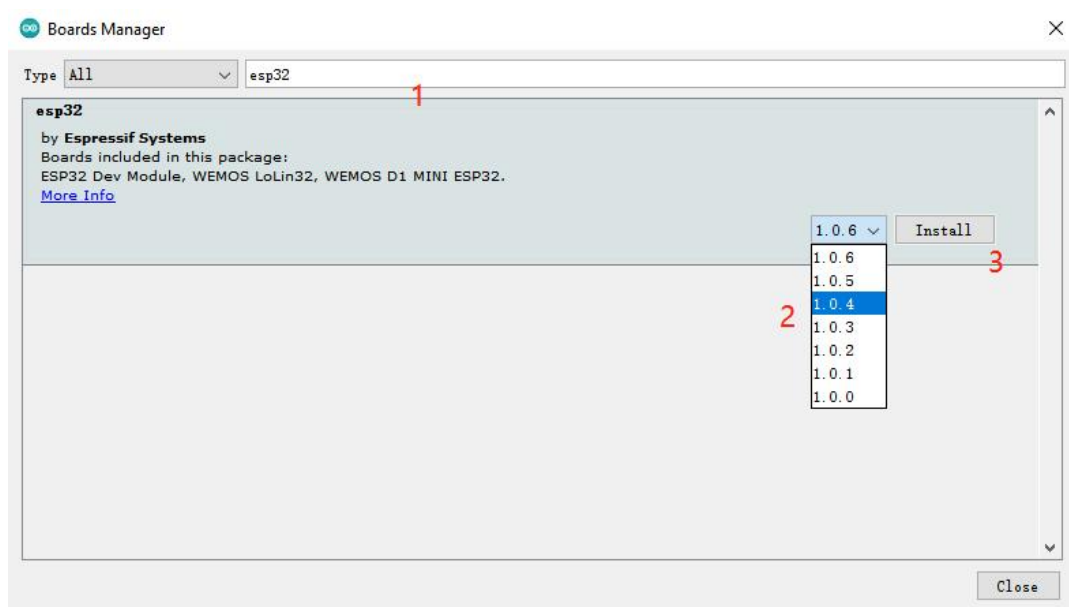 Boards Manager
Type All esp32
1
esp32
by Espressif Systems
Boards included in this package:
ESP32 Dev Module, WEMOS LoLin32, WEMOS D1 MINI ESP32.
More Info
1.0.6 Install
3
1.0.6
1.0.5
1.0.4
2
1.0.3
1.0.2
1.0.1
1.0.0
Close